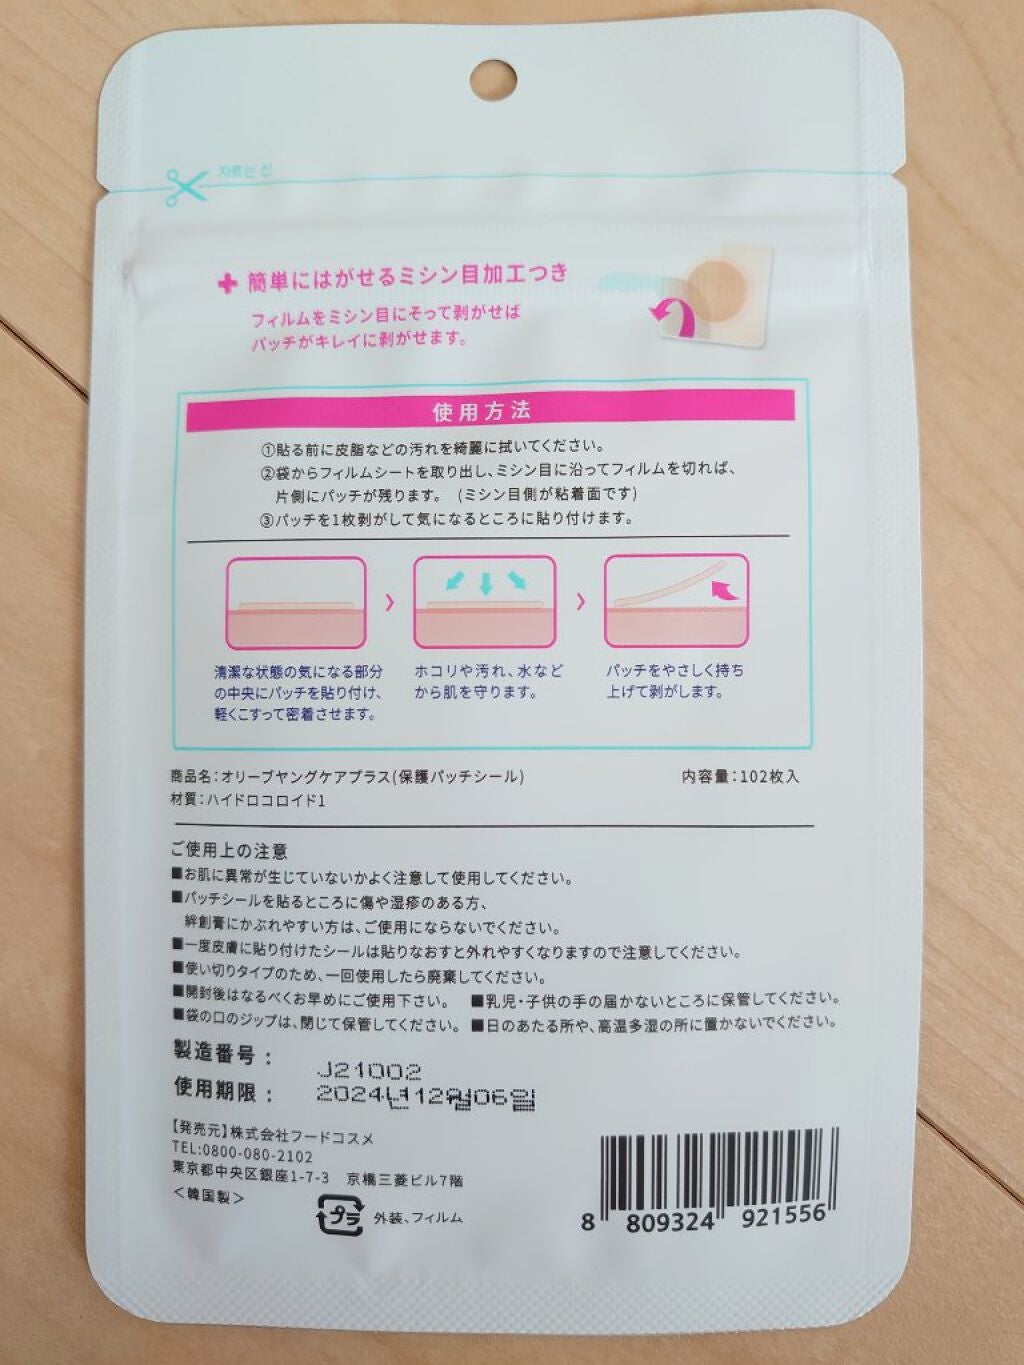 자르는 선
✚ 簡単にはがせるミシン目加工つき
フィルムをミシン目にそって剥がせば
パッチがキレイに剥がせます。
使用方法
①貼る前に皮脂などの汚れを綺麗に拭いてください。
②袋からフィルムシートを取り出し、ミシン目に沿ってフィルムを切れば、
片側にパッチが残ります。 (ミシン目側が粘着面です)
③パッチを1枚剥がして気になるところに貼り付けます。
清潔な状態の気になる部分
の中央にパッチを貼り付け、
軽くこすって密着させます。
ホコリや汚れ、水など
から肌を守ります。
パッチをやさしく持ち
上げて剥がします。
商品名：オリーブヤングケアプラス(保護パッチシール) 内容量：102枚入
材質：ハイドロコロイド1
ご使用上の注意
■お肌に異常が生じていないかよく注意して使用してください。
■パッチシールを貼るところに傷や湿疹のある方、
絆創膏にかぶれやすい方は、ご使用にならないでください。
■一度皮膚に貼り付けたシールは貼りなおすと外れやすくなりますので注意してください。
■使い切りタイプのため、一回使用したら廃棄してください。
■開封後はなるべくお早めにご使用下さい。 ■乳児・子供の手の届かないところに保管してください。
■袋の口のジップは、閉じて保管してください。 ■日のあたる所や、高温多湿の所に置かないでください。
製造番号： J21002
使用期限： 2024년12월06일
【発売元】株式会社フードコスメ
TEL:0800-080-2102
東京都中央区銀座1-7-3 京橋三菱ビル7階
＜韓国製＞
プラ 外装、フィルム
8 809324 921556